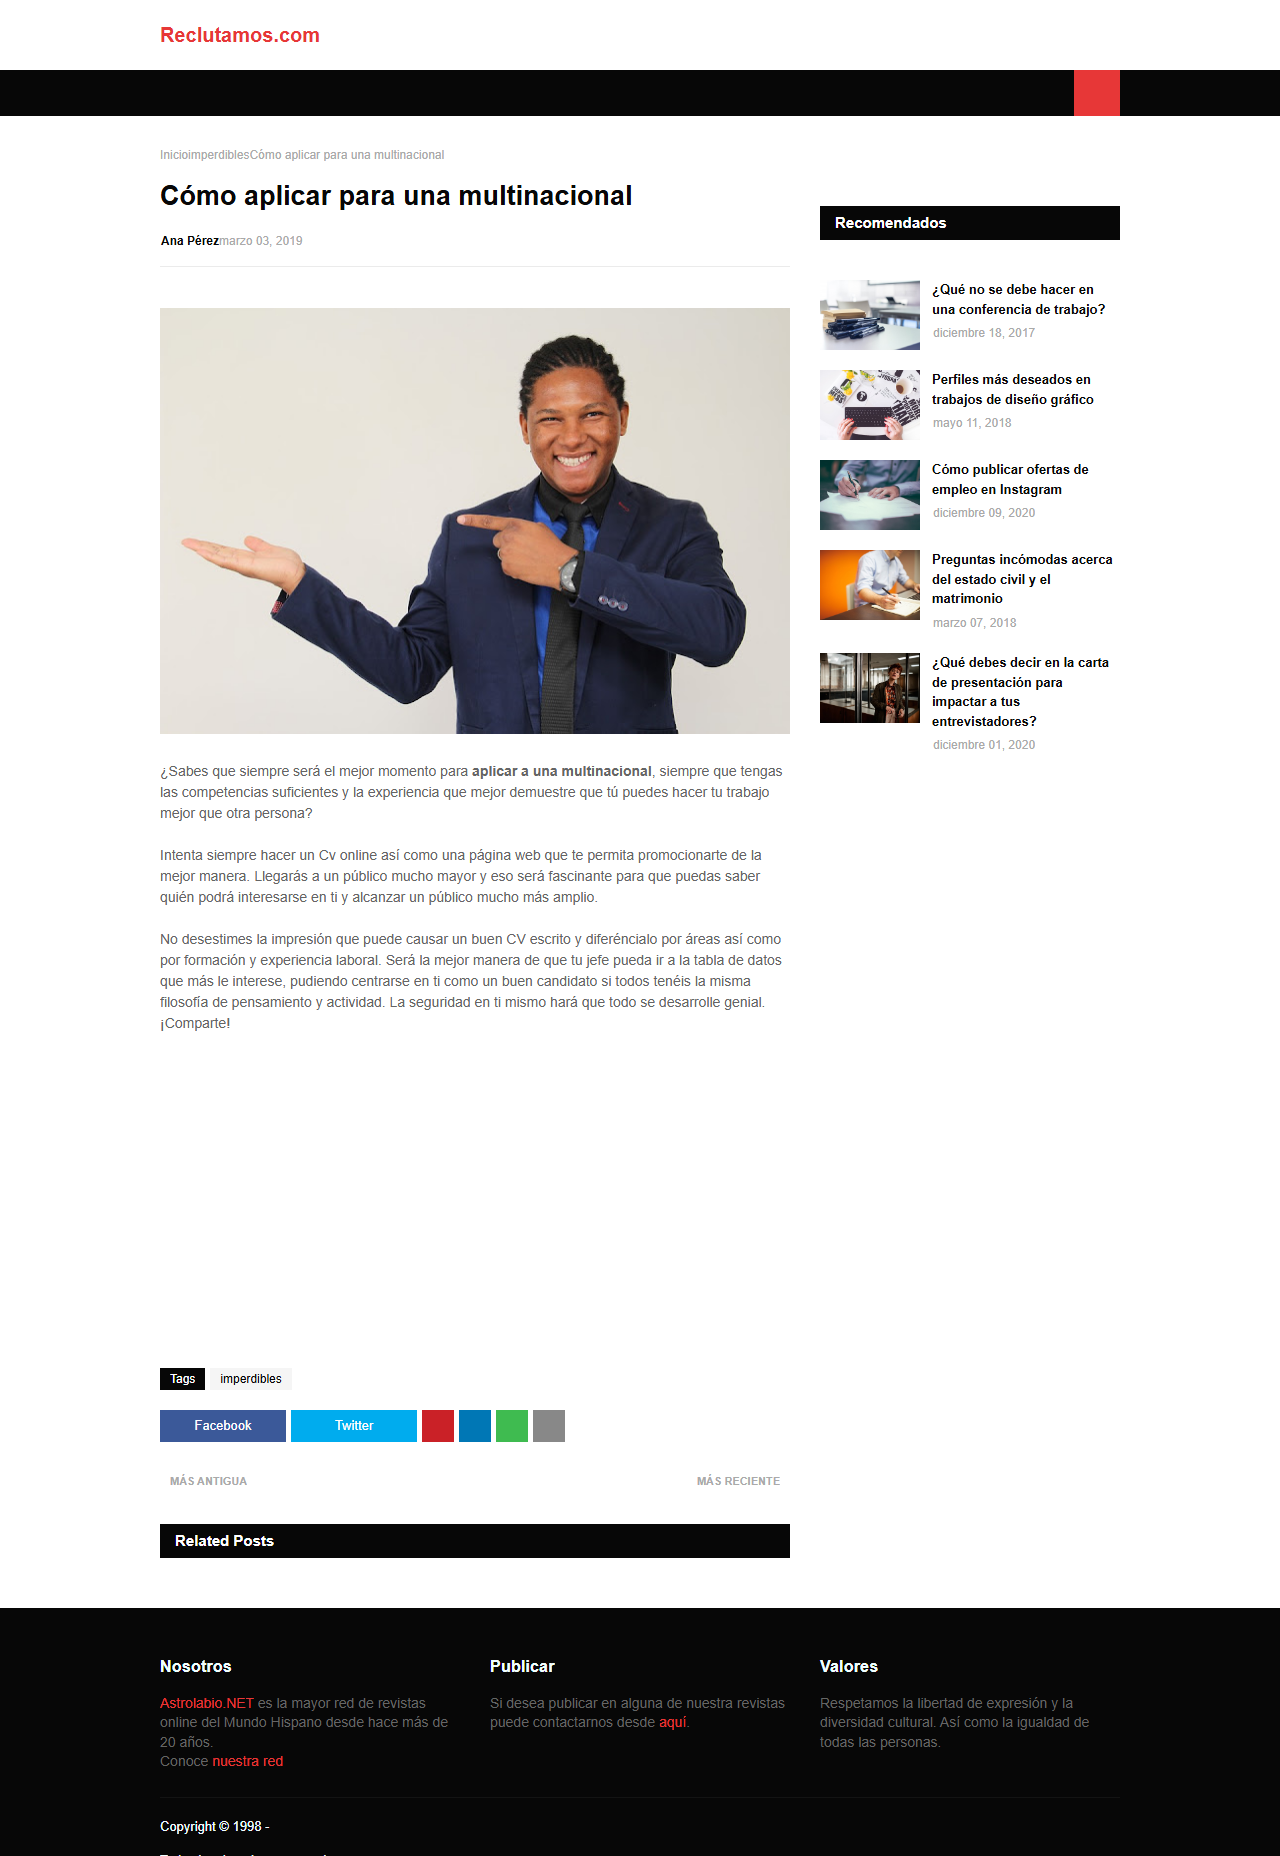 Reclutamos.com
InicioimperdiblesCómo aplicar para una multinacional
Cómo aplicar para una multinacional
Ana Pérezmarzo 03, 2019
¿Sabes que siempre será el mejor momento para aplicar a una multinacional, siempre que tengas
las competencias suficientes y la experiencia que mejor demuestre que tú puedes hacer tu trabajo
mejor que otra persona?
Intenta siempre hacer un Cv online así como una página web que te permita promocionarte de la
mejor manera. Llegarás a un público mucho mayor y eso será fascinante para que puedas saber
quién podrá interesarse en ti y alcanzar un público mucho más amplio.
No desestimes la impresión que puede causar un buen CV escrito y diferéncialo por áreas así como
por formación y experiencia laboral. Será la mejor manera de que tu jefe pueda ir a la tabla de datos
que más le interese, pudiendo centrarse en ti como un buen candidato si todos tenéis la misma
filosofía de pensamiento y actividad. La seguridad en ti mismo hará que todo se desarrolle genial.
¡Comparte!
Tags
imperdibles
Facebook
Twitter
MÁS ANTIGUA
MÁS RECIENTE
Related Posts
Recomendados
¿Qué no se debe hacer en
una conferencia de trabajo?
diciembre 18, 2017
Perfiles más deseados en
trabajos de diseño gráfico
mayo 11, 2018
Cómo publicar ofertas de
empleo en Instagram
diciembre 09, 2020
Preguntas incómodas acerca
del estado civil y el
matrimonio
marzo 07, 2018
¿Qué debes decir en la carta
de presentación para
impactar a tus
entrevistadores?
diciembre 01, 2020
Nosotros
Astrolabio.NET es la mayor red de revistas
online del Mundo Hispano desde hace más de
20 años.
Conoce nuestra red
Publicar
Si desea publicar en alguna de nuestra revistas
puede contactarnos desde aquí.
Valores
Respetamos la libertad de expresión y la
diversidad cultural. Así como la igualdad de
todas las personas.
Copyright © 1998 -